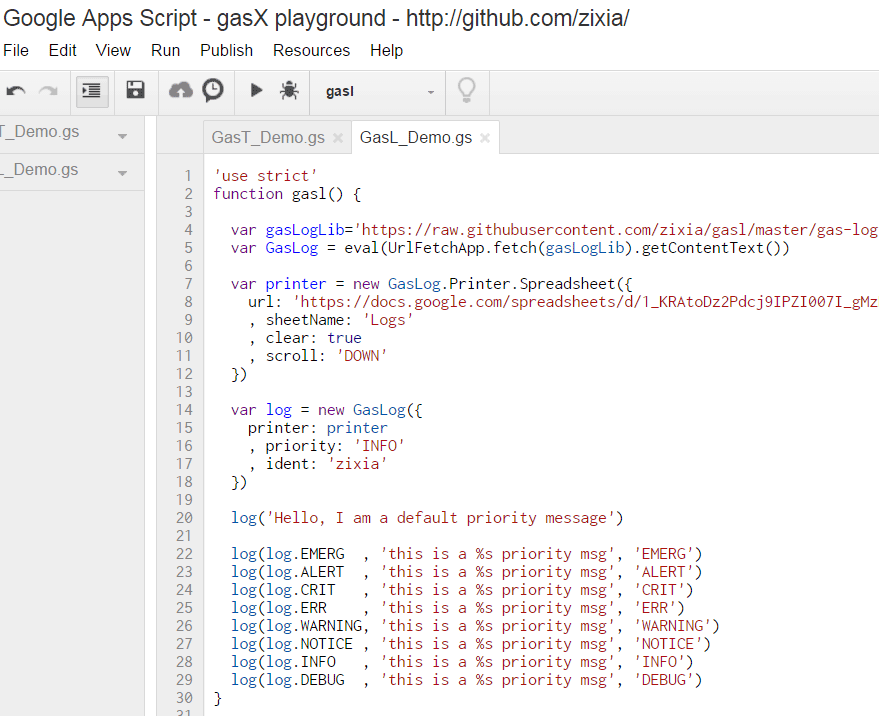 Google Apps Script - gasX playground - http://github.com/zixia/
File Edit View Run Publish Resources Help
gasl
T_Demo.gs
L_Demo.gs
GasT_Demo.gs × GasL_Demo.gs ×
1 'use strict'
2 function gasl() {
3
4 var gasLogLib='https://raw.githubusercontent.com/zixia/gasl/master/gas-log
5 var GasLog = eval(UrlFetchApp.fetch(gasLogLib).getContentText())
6
7 var printer = new GasLog.Printer.Spreadsheet({
8 url: 'https://docs.google.com/spreadsheets/d/1_KRAtoDz2Pdcj9IPZI007I_gMz
9 , sheetName: 'Logs'
10 , clear: true
11 , scroll: 'DOWN'
12 })
13
14 var log = new GasLog({
15 printer: printer
16 , priority: 'INFO'
17 , ident: 'zixia'
18 })
19
20 log('Hello, I am a default priority message')
21
22 log(log.EMERG , 'this is a %s priority msg', 'EMERG')
23 log(log.ALERT , 'this is a %s priority msg', 'ALERT')
24 log(log.CRIT , 'this is a %s priority msg', 'CRIT')
25 log(log.ERR , 'this is a %s priority msg', 'ERR')
26 log(log.WARNING, 'this is a %s priority msg', 'WARNING')
27 log(log.NOTICE , 'this is a %s priority msg', 'NOTICE')
28 log(log.INFO , 'this is a %s priority msg', 'INFO')
29 log(log.DEBUG , 'this is a %s priority msg', 'DEBUG')
30 }
31